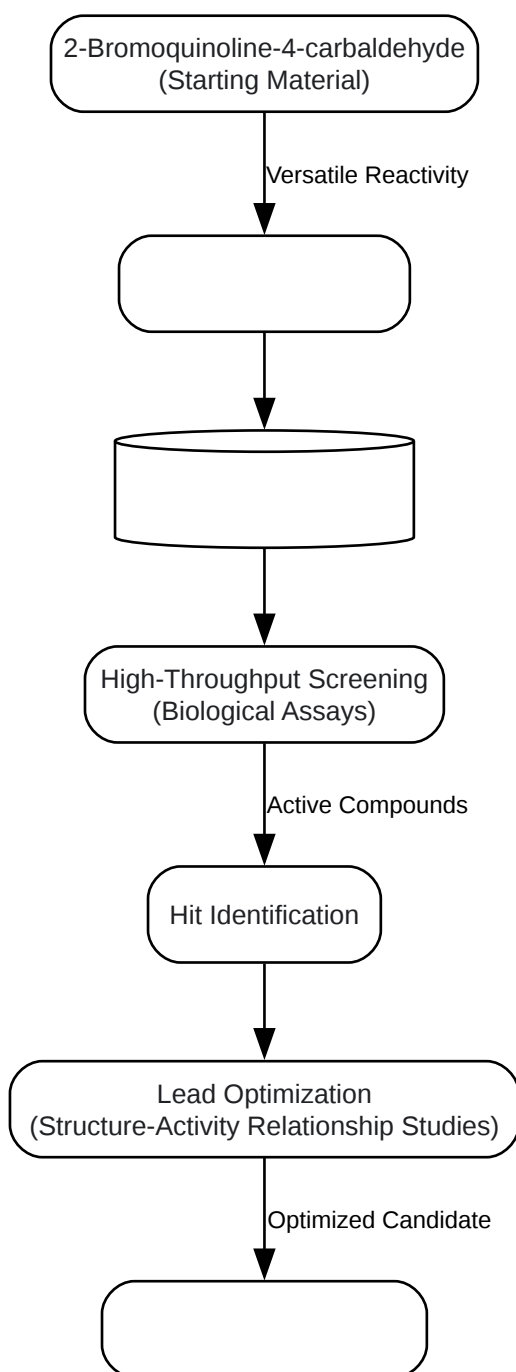 2-Bromoquinoline-4-carbaldehyde
(Starting Material)
Versatile Reactivity
High-Throughput Screening
(Biological Assays)
Active Compounds
Hit Identification
Lead Optimization
(Structure-Activity Relationship Studies)
Optimized Candidate